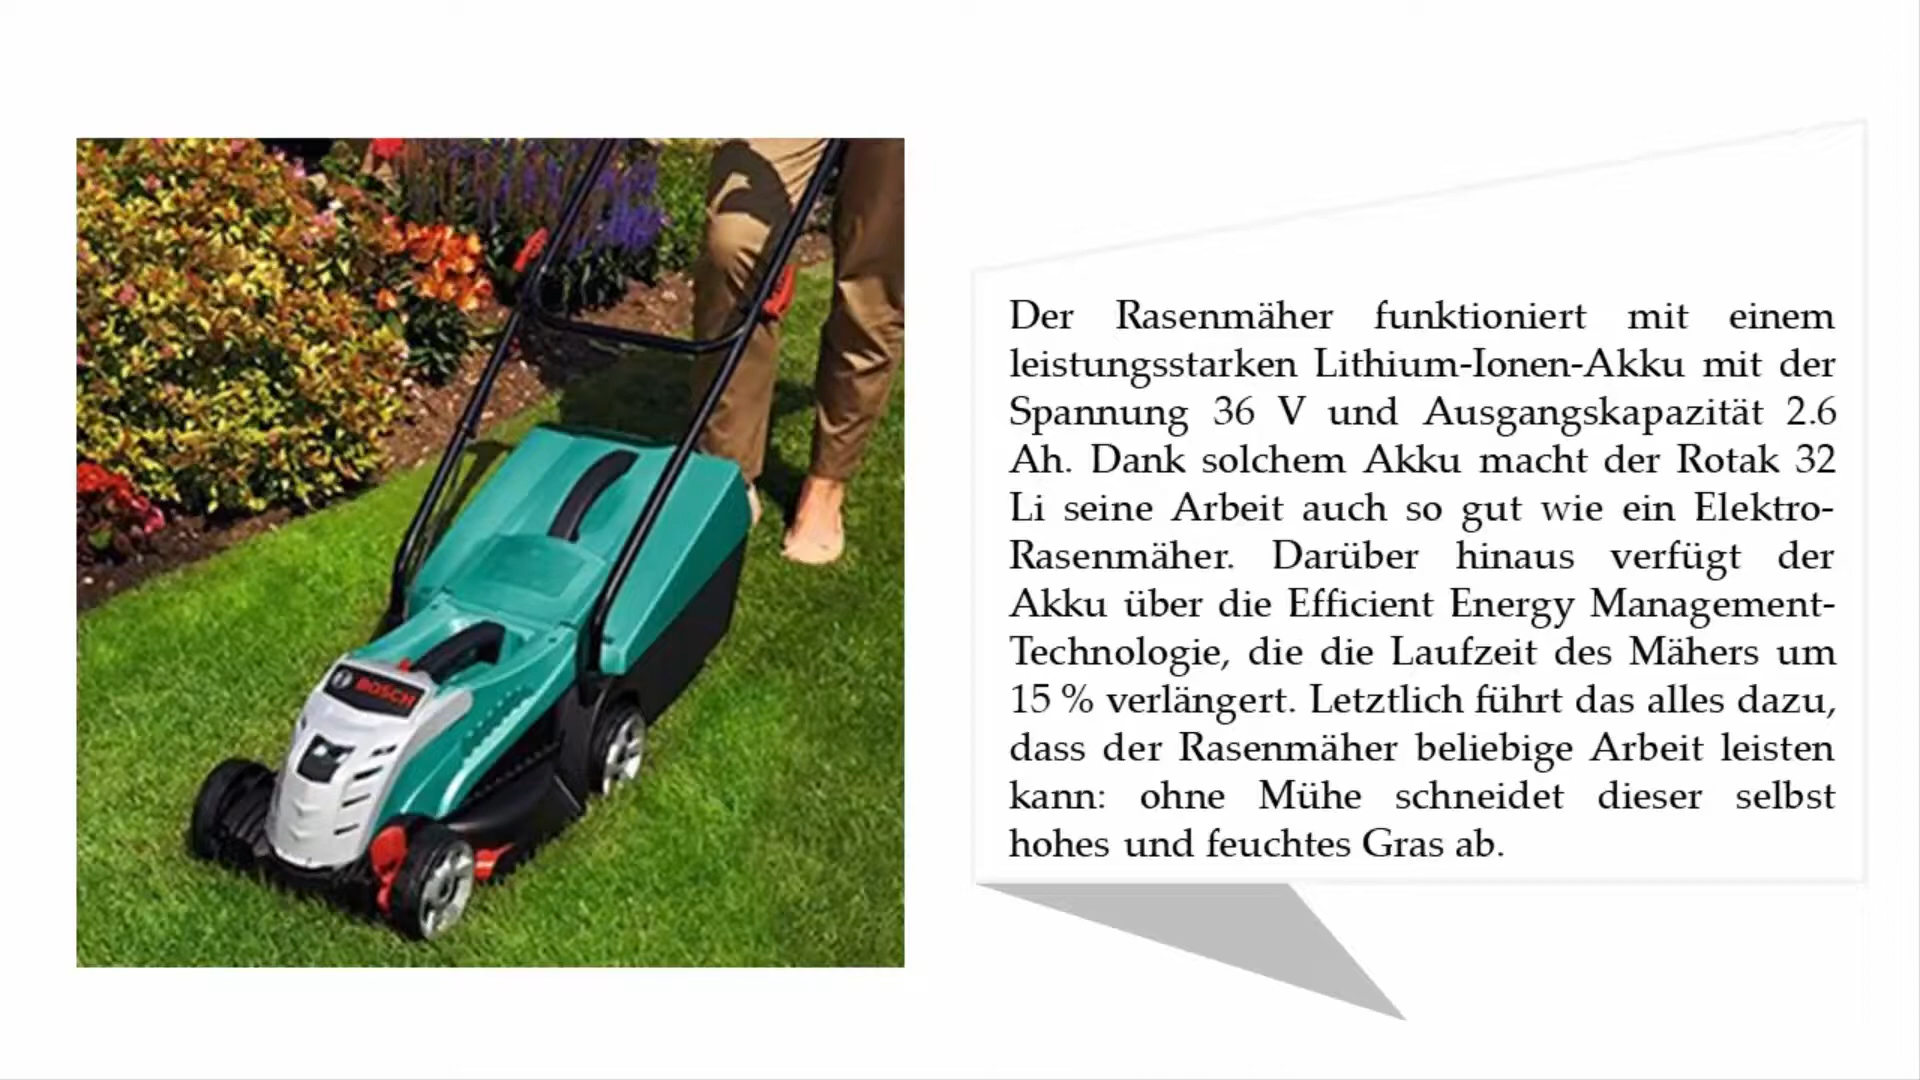 BOSCH
Der Rasenmäher funktioniert mit einem
leistungsstarken Lithium-Ionen-Akku mit der
Spannung 36 V und Ausgangskapazität 2.6
Ah. Dank solchem Akku macht der Rotak 32
Li seine Arbeit auch so gut wie ein Elektro-
Rasenmäher. Darüber hinaus verfügt der
Akku über die Efficient Energy Management-
Technologie, die die Laufzeit des Mähers um
15 % verlängert. Letztlich führt das alles dazu,
dass der Rasenmäher beliebige Arbeit leisten
kann: ohne Mühe schneidet dieser selbst
hohes und feuchtes Gras ab.